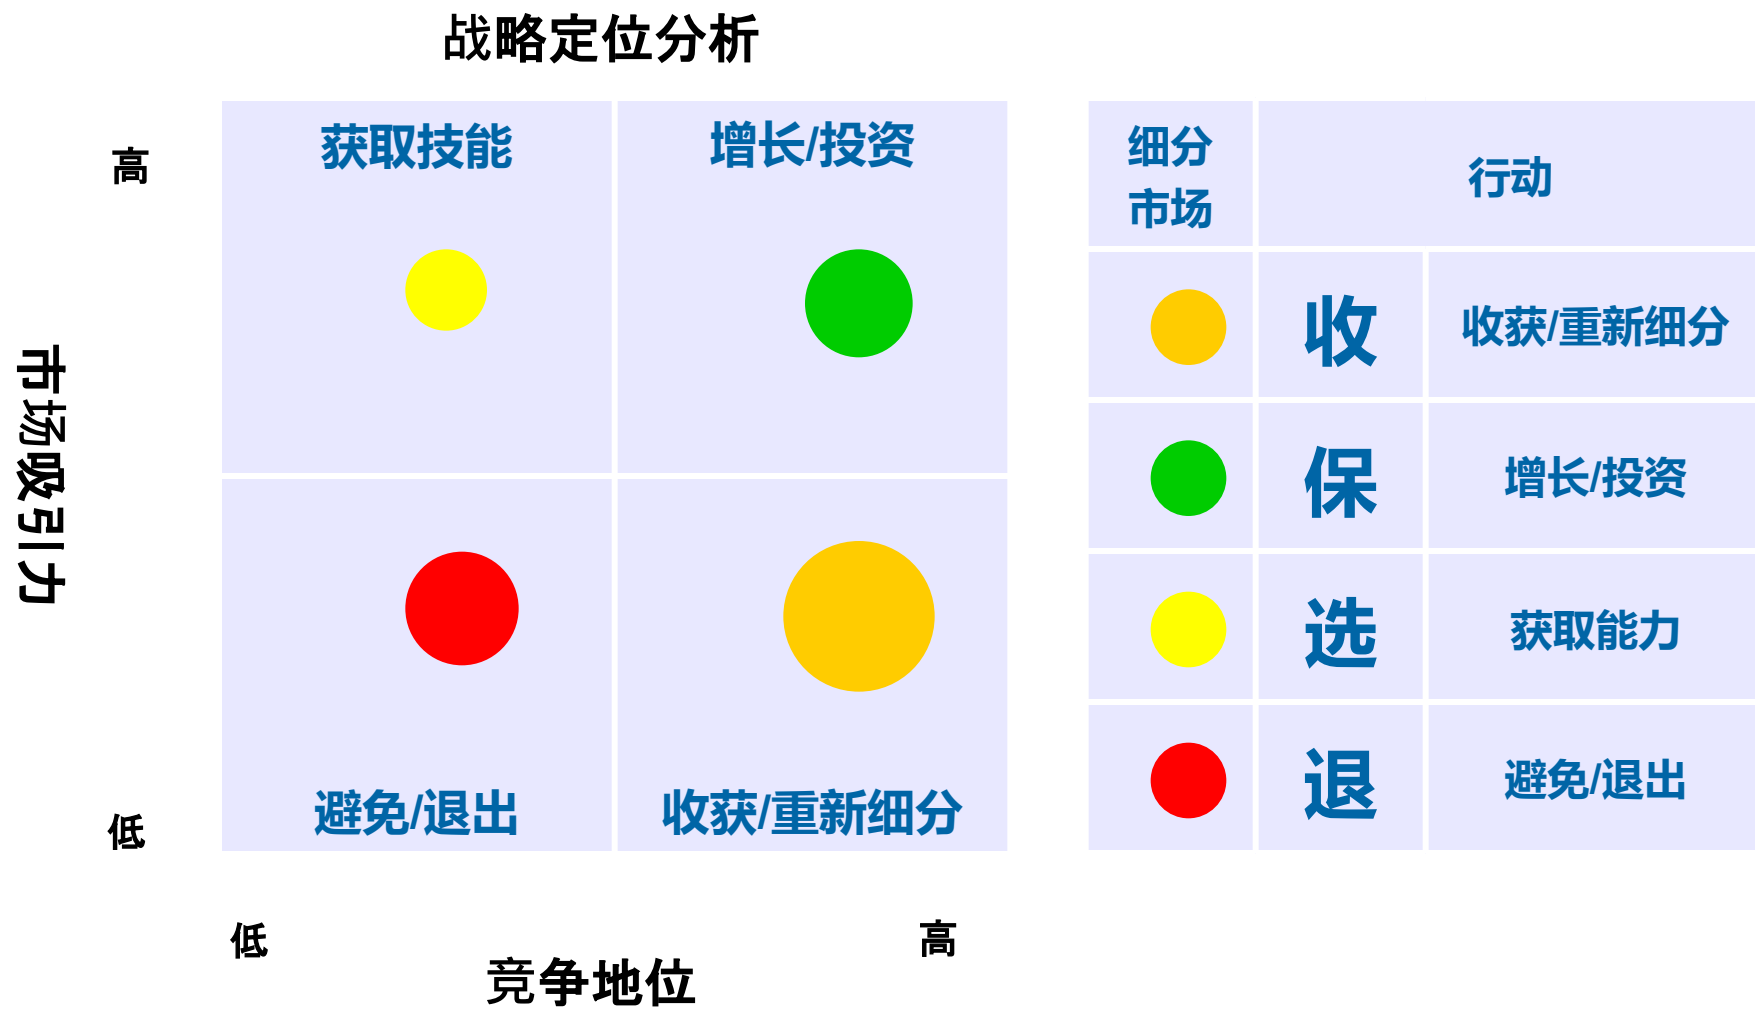 战略定位分析
高
市场吸引力
低
获取技能
增长/投资
避免/退出
收获/重新细分
低
高
竞争地位
细分
市场
行动
收
收获/重新细分
保
增长/投资
选
获取能力
退
避免/退出